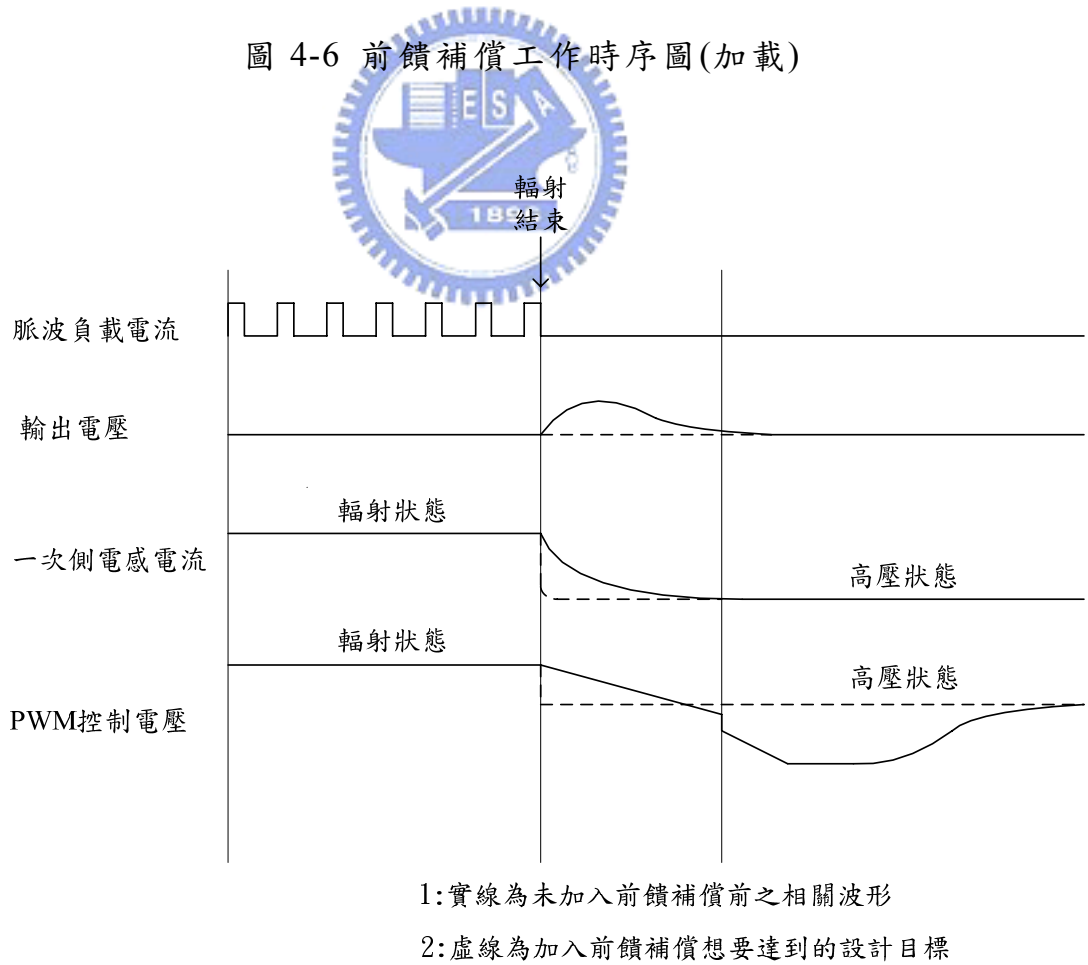 圖 4-6 前饋補償工作時序圖(加載)
E S A
1896
輻射
結束
脈波負載電流
輸出電壓
輻射狀態
一次側電感電流
高壓狀態
輻射狀態
高壓狀態
PWM控制電壓
1:實線為未加入前饋補償前之相關波形
2:虛線為加入前饋補償想要達到的設計目標